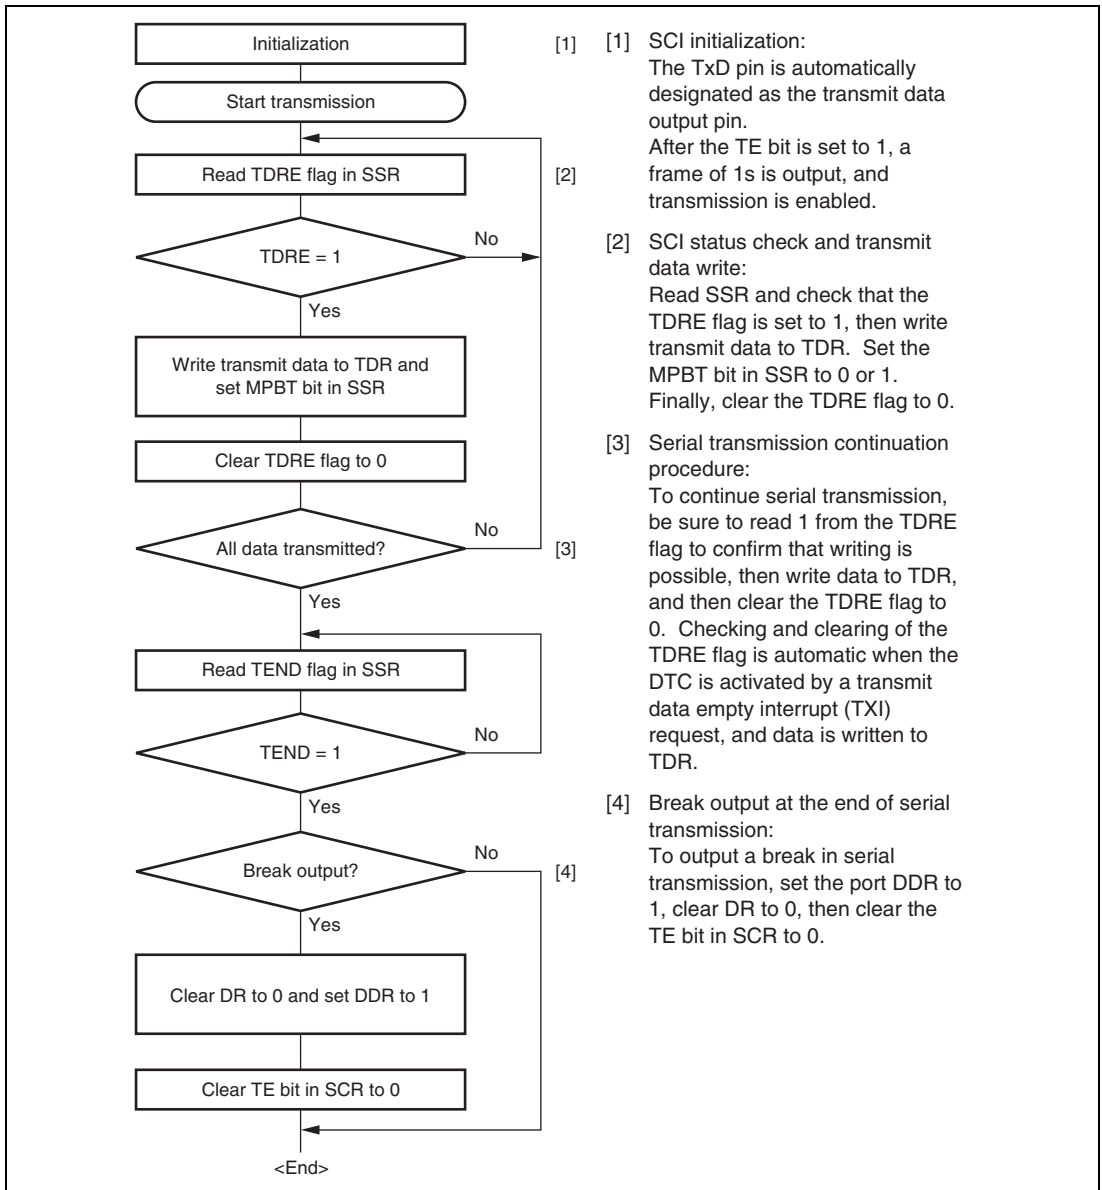 Initialization [1]
Start transmission
Read TDRE flag in SSR [2]
No
TDRE = 1
Yes
Write transmit data to TDR and
set MPBT bit in SSR
Clear TDRE flag to 0
No
All data transmitted? [3]
Yes
Read TEND flag in SSR
No
TEND = 1
Yes
No
Break output? [4]
Yes
Clear DR to 0 and set DDR to 1
Clear TE bit in SCR to 0
<End>
[1] SCI initialization:
The TxD pin is automatically
designated as the transmit data
output pin.
After the TE bit is set to 1, a
frame of 1s is output, and
transmission is enabled.
[2] SCI status check and transmit
data write:
Read SSR and check that the
TDRE flag is set to 1, then write
transmit data to TDR. Set the
MPBT bit in SSR to 0 or 1.
Finally, clear the TDRE flag to 0.
[3] Serial transmission continuation
procedure:
To continue serial transmission,
be sure to read 1 from the TDRE
flag to confirm that writing is
possible, then write data to TDR,
and then clear the TDRE flag to
0. Checking and clearing of the
TDRE flag is automatic when the
DTC is activated by a transmit
data empty interrupt (TXI)
request, and data is written to
TDR.
[4] Break output at the end of serial
transmission:
To output a break in serial
transmission, set the port DDR to
1, clear DR to 0, then clear the
TE bit in SCR to 0.